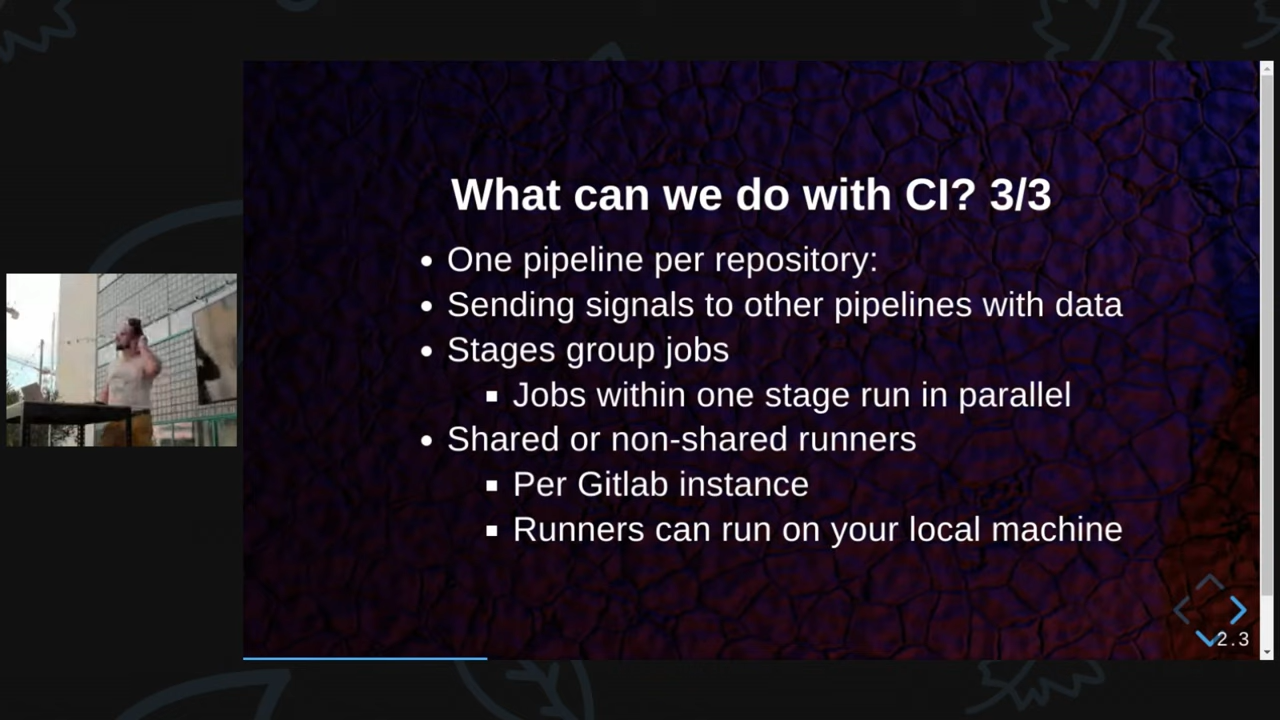 What can we do with CI? 3/3
One pipeline per repository:
Sending signals to other pipelines with data
Stages group jobs
Jobs within one stage run in parallel
Shared or non-shared runners
Per Gitlab instance
Runners can run on your local machine
2.3